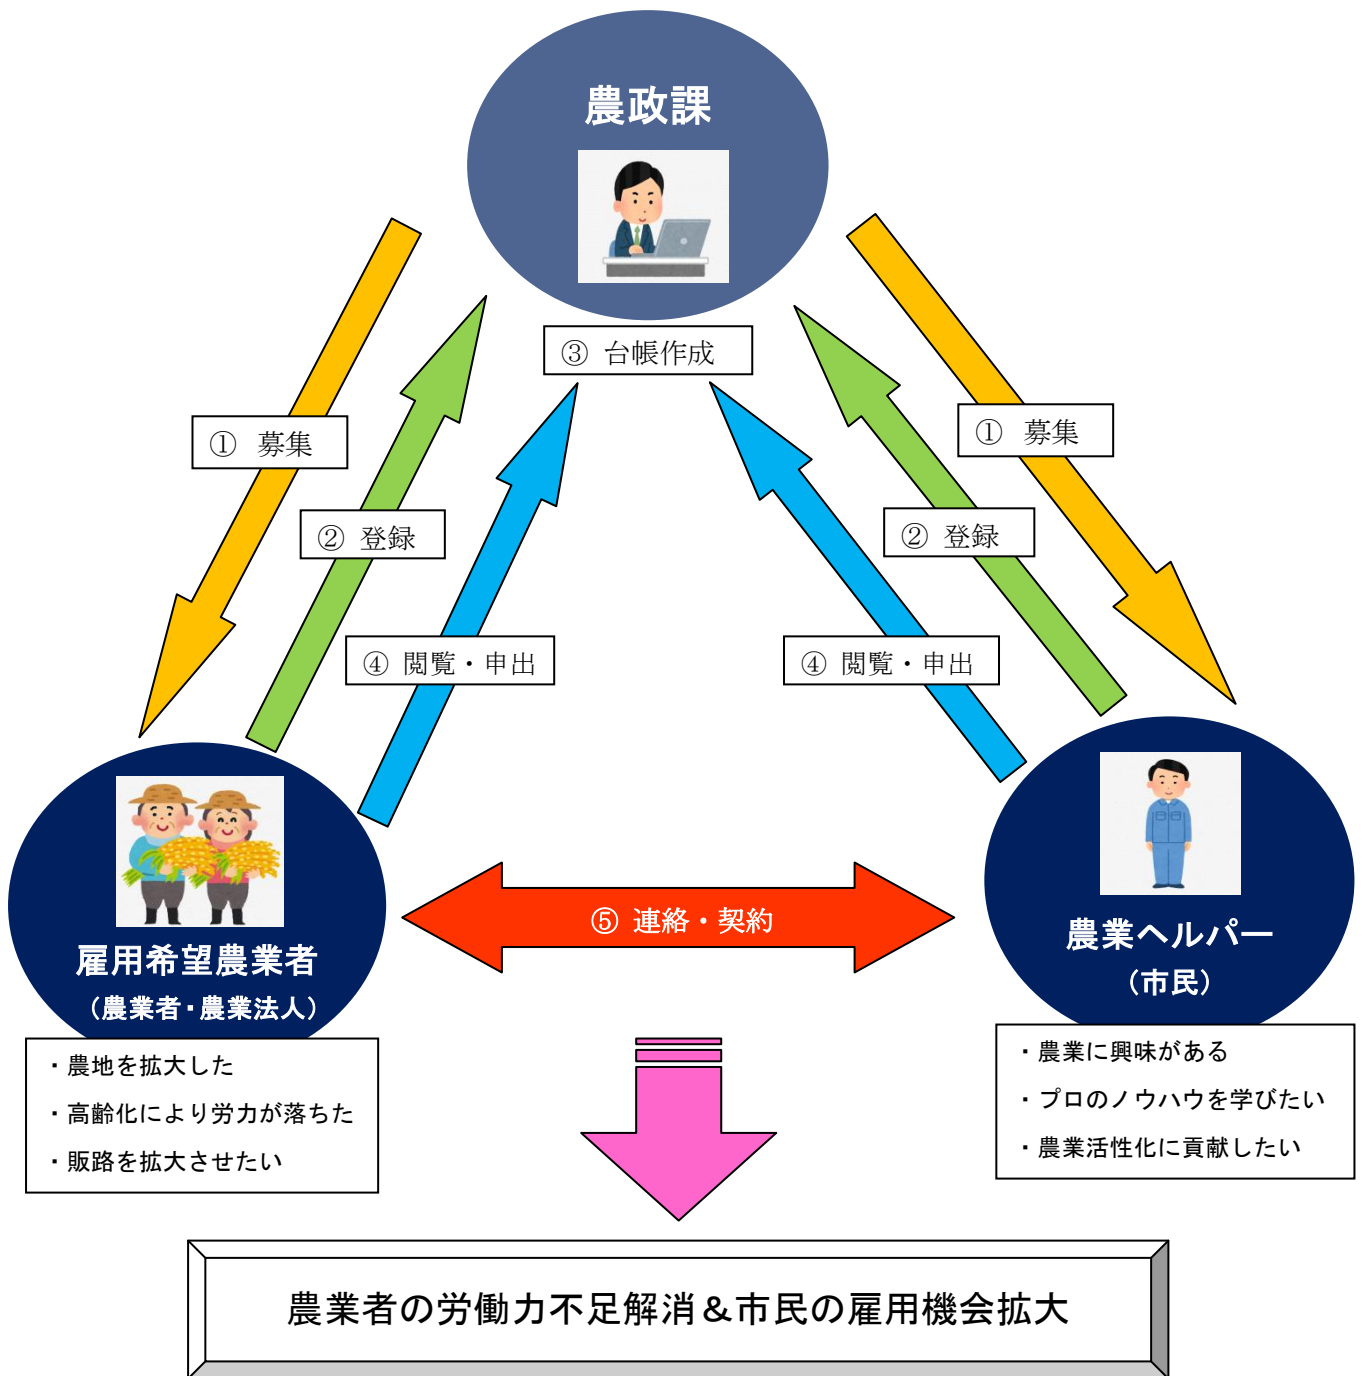 農政課
③ 台帳作成
① 募集
① 募集
② 登録
② 登録
④ 閲覧・申出
④ 閲覧・申出
⑤ 連絡・契約
雇用希望農業者
（農業者・農業法人）
・農地を拡大した
・高齢化により労力が落ちた
・販路を拡大させたい
農業ヘルパー
（市民）
・農業に興味がある
・プロのノウハウを学びたい
・農業活性化に貢献したい
農業者の労働力不足解消＆市民の雇用機会拡大